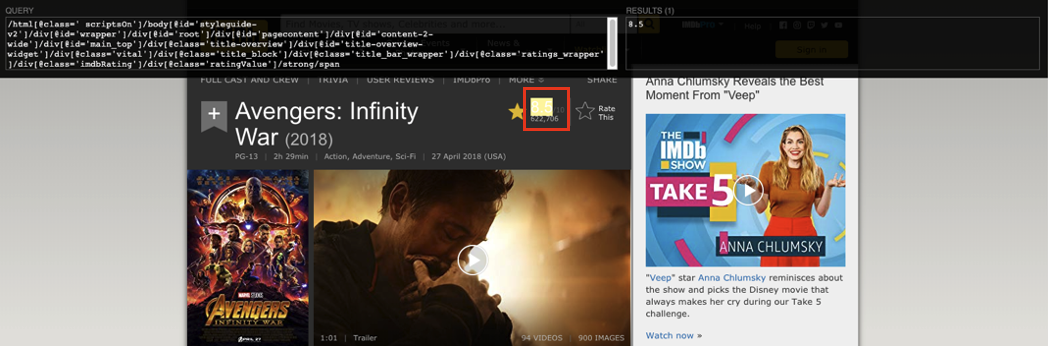 QUERY
/html[@class=' scriptsOn']/body[@id='styleguide-
v2']/div[@id='wrapper']/div[@id='root']/div[@id='pagecontent']/div[@id='content-2-
wide']/div[@id='main_top']/div[@class='title-overview']/div[@id='title-overview-
widget']/div[@class='vital']/div[@class='title_block']/div[@class='title_bar_wrapper']/div[@class='ratings_wrapper'
]/div[@class='imdbRating']/div[@class='ratingValue']/strong/span
RESULTS (1)
8.5
Help
Sign in
FULL CAST AND CREW | TRIVIA | USER REVIEWS | IMDbPro | MORE
SHARE
+ Avengers: Infinity
War (2018)
8.5/10
622,706
Rate
This
PG-13 | 2h 29min | Action, Adventure, Sci-Fi | 27 April 2018 (USA)
MARVEL STUDIOS
AVENGERS
INFINITY WAR
APRIL 27
1:01 | Trailer
94 VIDEOS | 900 IMAGES
Anna Chlumsky Reveals the Best
Moment From "Veep"
THE
IMDb
SHOW
TAKE 5
ANNA CHLUMSKY
"Veep" star Anna Chlumsky reminisces about
the show and picks the Disney movie that
always makes her cry during our Take 5
challenge.
Watch now »